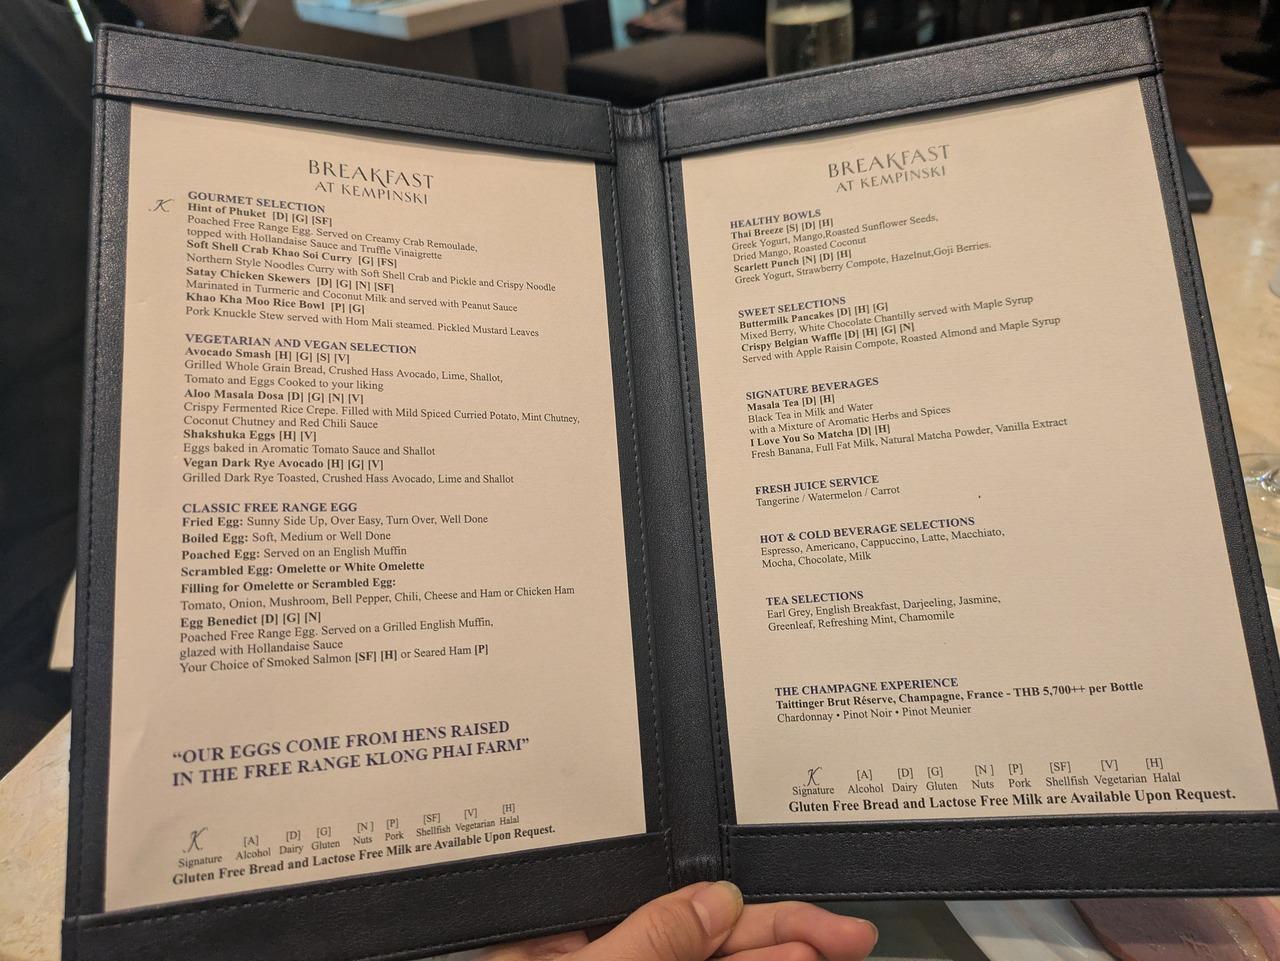 BREAKFAST
AT KEMPINSKI
GOURMET SELECTION
Hint of Phuket [D] [G] [SF]
Poached Free Range Egg. Served on Creamy Crab Remoulade,
topped with Hollandaise Sauce and Truffle Vinaigrette
Soft Shell Crab Khao Soi Curry [G] [FS]
Northern Style Noodles Curry with Soft Shell Crab and Pickle and Crispy Noodle
Satay Chicken Skewers [D] [G] [N] [SF]
Marinated in Turmeric and Coconut Milk and served with Peanut Sauce
Khao Kha Moo Rice Bowl [P] [G]
Pork Knuckle Stew served with Hom Mali steamed. Pickled Mustard Leaves
VEGETARIAN AND VEGAN SELECTION
Avocado Smash [H] [G] [S] [V]
Grilled Whole Grain Bread, Crushed Hass Avocado, Lime, Shallot,
Tomato and Eggs Cooked to your liking
Aloo Masala Dosa [D] [G] [N] [V]
Crispy Fermented Rice Crepe. Filled with Mild Spiced Curried Potato, Mint Chutney,
Coconut Chutney and Red Chili Sauce
Shakshuka Eggs [H] [V]
Eggs baked in Aromatic Tomato Sauce and Shallot
Vegan Dark Rye Avocado [H] [G] [V]
Grilled Dark Rye Toasted, Crushed Hass Avocado, Lime and Shallot
CLASSIC FREE RANGE EGG
Fried Egg: Sunny Side Up, Over Easy, Turn Over, Well Done
Boiled Egg: Soft, Medium or Well Done
Poached Egg: Served on an English Muffin
Scrambled Egg: Omelette or White Omelette
Filling for Omelette or Scrambled Egg:
Tomato, Onion, Mushroom, Bell Pepper, Chili, Cheese and Ham or Chicken Ham
Egg Benedict [D] [G] [N]
Poached Free Range Egg. Served on a Grilled English Muffin,
glazed with Hollandaise Sauce
Your Choice of Smoked Salmon [SF] [H] or Seared Ham [P]
“OUR EGGS COME FROM HENS RAISED
IN THE FREE RANGE KLONG PHAI FARM”
K [A] [D] [G] [N ] [P] [SF] [V] [H]
Signature Alcohol Dairy Gluten Nuts Pork Shellfish Vegetarian Halal
Gluten Free Bread and Lactose Free Milk are Available Upon Request.
BREAKFAST
AT KEMPINSKI
HEALTHY BOWLS
Thai Breeze [S] [D] [H]
Greek Yogurt, Mango,Roasted Sunflower Seeds,
Dried Mango, Roasted Coconut
Scarlett Punch [N] [D] [H]
Greek Yogurt, Strawberry Compote, Hazelnut,Goji Berries.
SWEET SELECTIONS
Buttermilk Pancakes [D] [H] [G]
Mixed Berry, White Chocolate Chantilly served with Maple Syrup
Crispy Belgian Waffle [D] [H] [G] [N]
Served with Apple Raisin Compote, Roasted Almond and Maple Syrup
SIGNATURE BEVERAGES
Masala Tea [D] [H]
Black Tea in Milk and Water
with a Mixture of Aromatic Herbs and Spices
I Love You So Matcha [D] [H]
Fresh Banana, Full Fat Milk, Natural Matcha Powder, Vanilla Extract
FRESH JUICE SERVICE
Tangerine / Watermelon / Carrot
HOT & COLD BEVERAGE SELECTIONS
Espresso, Americano, Cappuccino, Latte, Macchiato,
Mocha, Chocolate, Milk
TEA SELECTIONS
Earl Grey, English Breakfast, Darjeeling, Jasmine,
Greenleaf, Refreshing Mint, Chamomile
THE CHAMPAGNE EXPERIENCE
Taittinger Brut Réserve, Champagne, France - THB 5,700++ per Bottle
Chardonnay • Pinot Noir • Pinot Meunier
K [A] [D] [G] [N ] [P] [SF] [V] [H]
Signature Alcohol Dairy Gluten Nuts Pork Shellfish Vegetarian Halal
Gluten Free Bread and Lactose Free Milk are Available Upon Request.